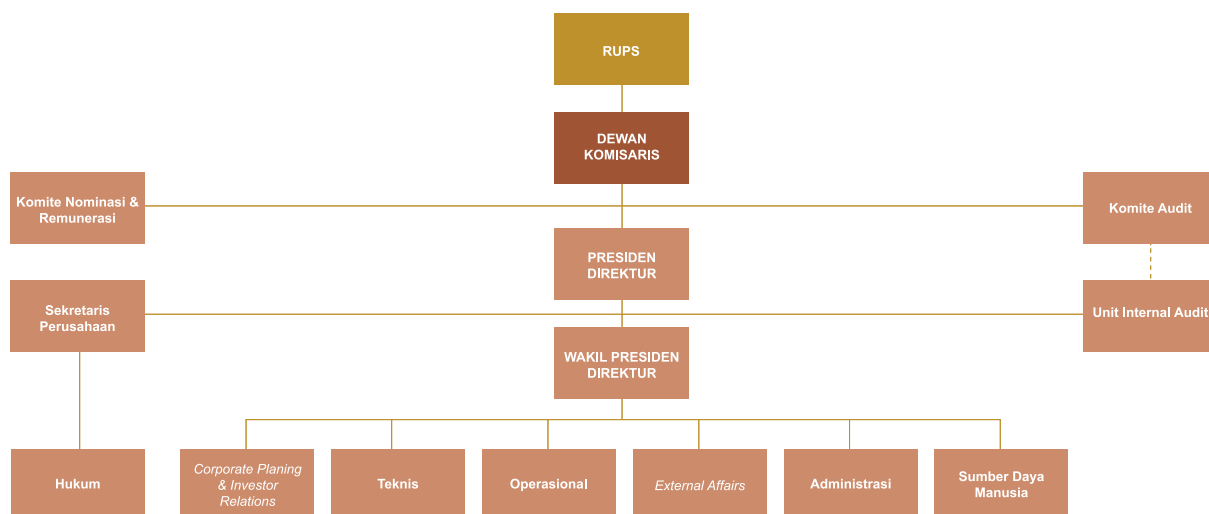 RUPS
DEWAN
KOMISARIS
Komite Nominasi &
Remunerasi
Komite Audit
PRESIDEN
DIREKTUR
Sekretaris
Perusahaan
Unit Internal Audit
WAKIL PRESIDEN
DIREKTUR
Hukum
Corporate Planing
& Investor
Relations
Teknis
Operasional
External Affairs
Administrasi
Sumber Daya
Manusia